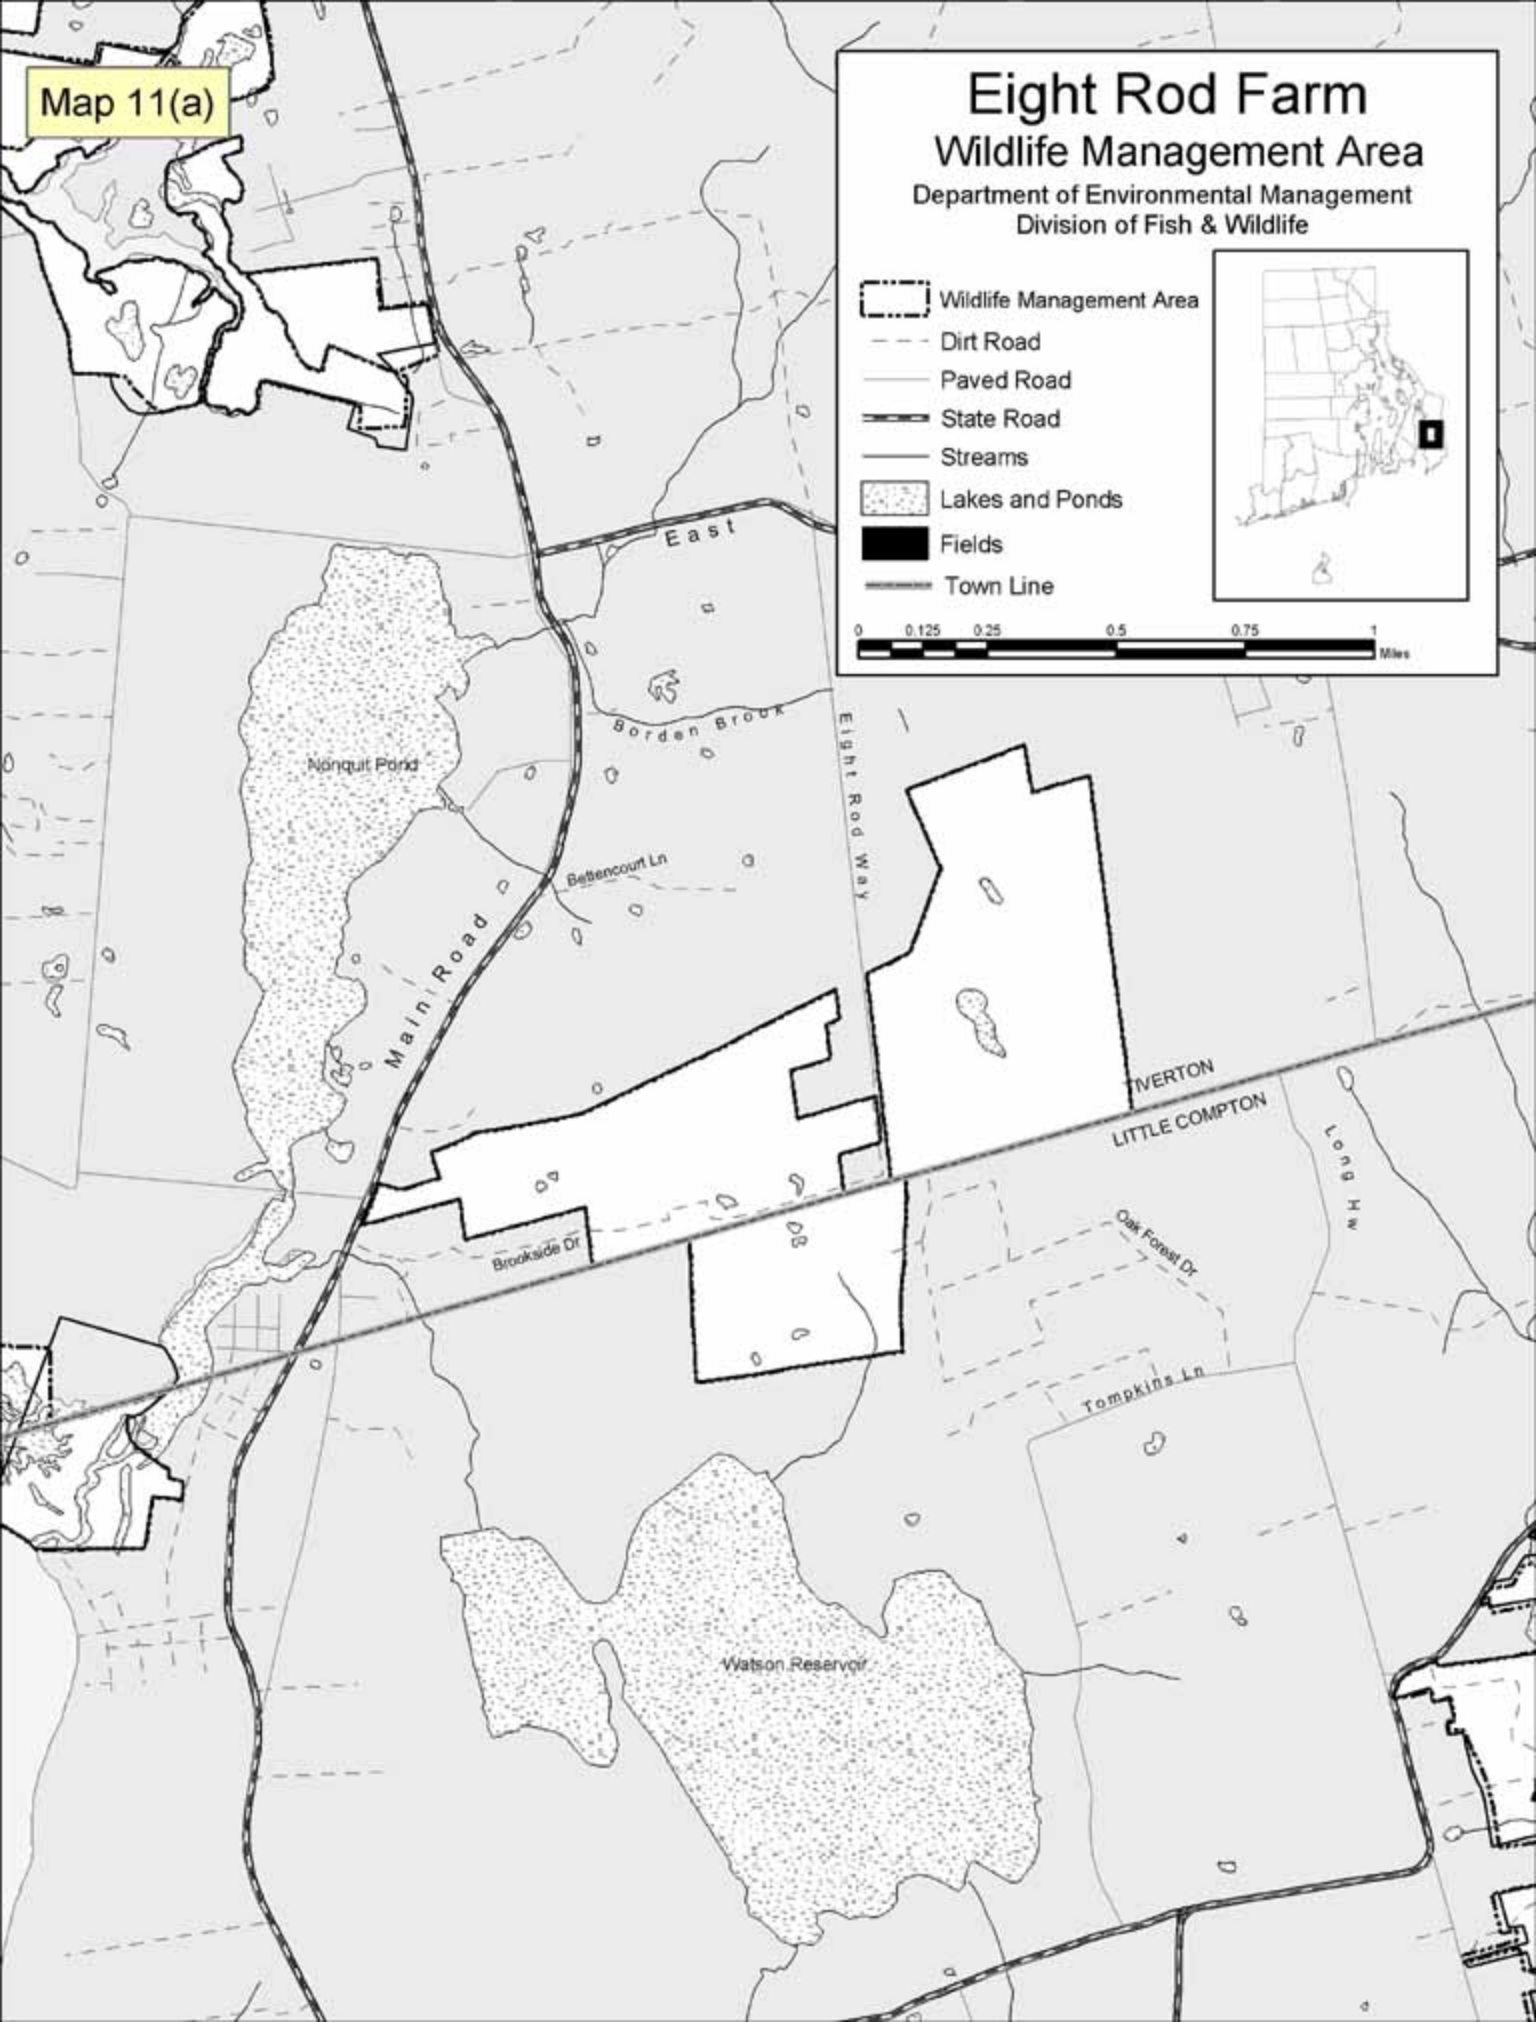 Map 11(a)
Eight Rod Farm
Wildlife Management Area
Department of Environmental Management
Division of Fish & Wildlife
Wildlife Management Area
Dirt Road
Paved Road
State Road
Streams
Lakes and Ponds
Fields
Town Line
0 0.125 0.25 0.5 0.75 1
Miles
East
Borden Brook
Eight Rod Way
Nonquit Pond
Bettencourt Ln
Main Road
TIVERTON
LITTLE COMPTON
Long Hw
Oak Forest Dr
Brookside Dr
Tompkins Ln
Watson Reservoir